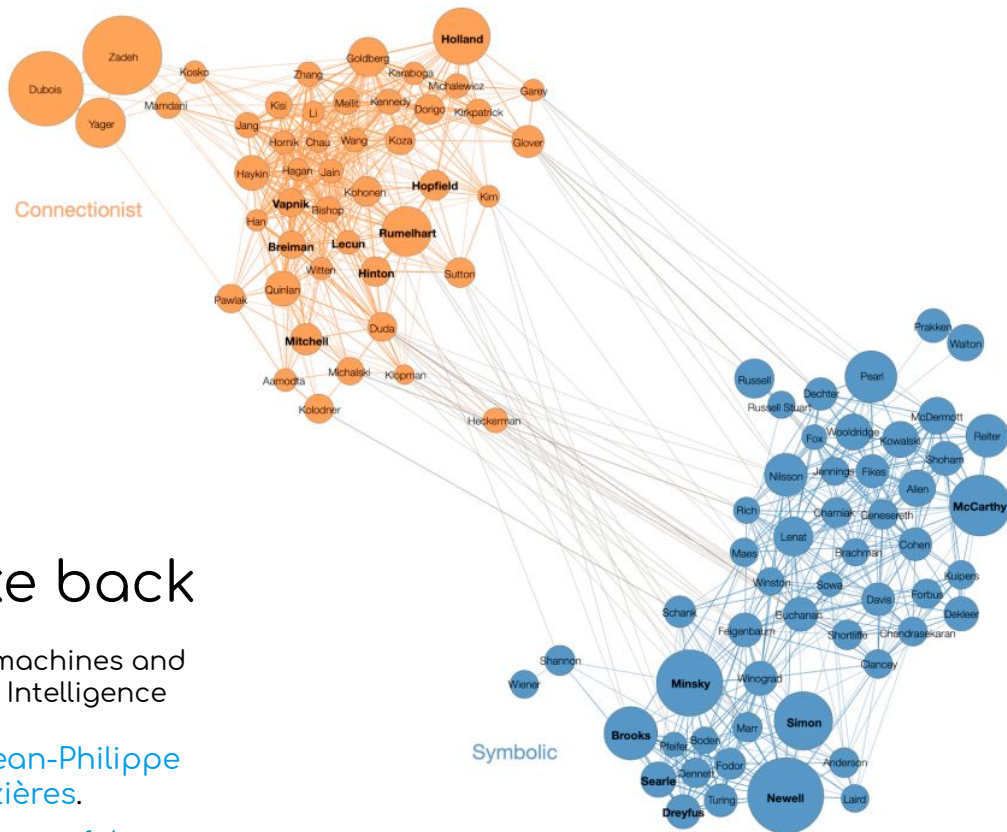 Holland
Zadeh
Goldberg
Dubois
Kosko
Zhang
Karaboga
Michalewicz
Garey
Mamdani
Kisi
Li
Mellit
Kennedy
Dorigo
Kirkpatrick
Yager
Jang
Hornik
Chau
Wang
Koza
Glover
Haykin
Hagan
Jain
Kohonen
Hopfield
Kim
Connectionist
Vapnik
Bishop
Han
Rumelhart
Breiman
Lecun
Witten
Hinton
Sutton
Quinlan
Pawlak
Duda
Mitchell
Aamodta
Michalski
Klopman
Kolodner
Heckerman
Prakken
Walton
Russell
Pearl
Dechter
Russell Stuart
McDermott
Fox
Wooldridge
Kowalski
Reiter
Nilsson
Jennings
Fikes
Shoham
Allen
McCarthy
Rich
Charniak
Genesereth
Lenat
Maes
Brachman
Cohen
Winston
Sowa
Kuipers
Schank
Buchanan
Davis
Forbus
Dekleer
Feigenbaum
Shortliffe
Chandrasekaran
Clancey
back
machines and
Intelligence
Shannon
Wiener
Minsky
Winograd
Simon
Brooks
Marr
Symbolic
Pfeifer
Boden
Anderson
ean-Philippe
Searle
Dennett
Fodor
zières.
Dreyfus
Turing
Newell
Laird